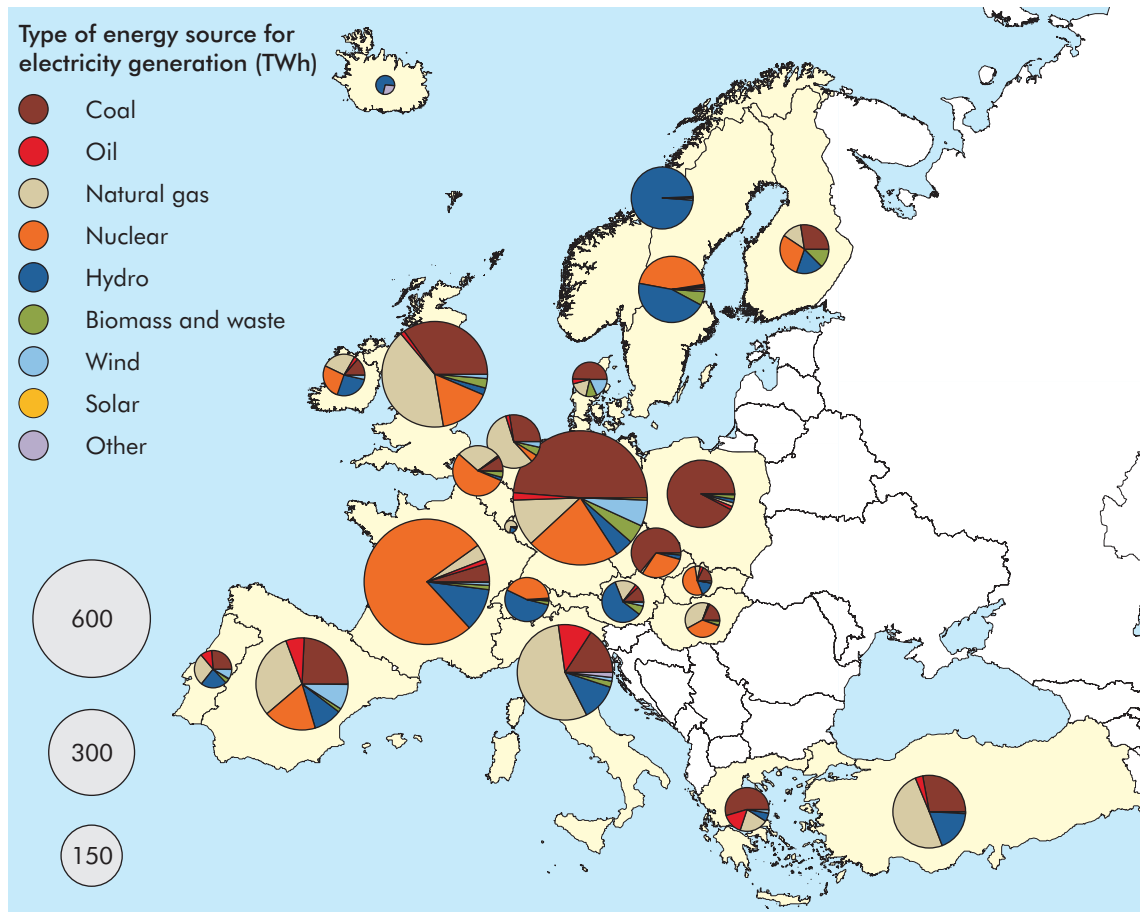 Type of energy source for
electricity generation (TWh)
Coal
Oil
Natural gas
Nuclear
Hydro
Biomass and waste
Wind
Solar
Other
600
300
150